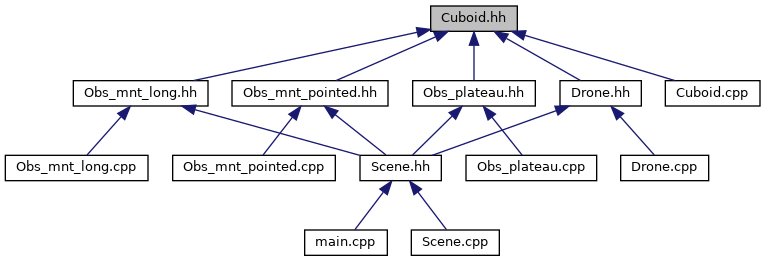 Cuboid.hh
Obs_mnt_long.hh
Obs_mnt_pointed.hh
Obs_plateau.hh
Drone.hh
Cuboid.cpp
Obs_mnt_long.cpp
Obs_mnt_pointed.cpp
Scene.hh
Obs_plateau.cpp
Drone.cpp
main.cpp
Scene.cpp